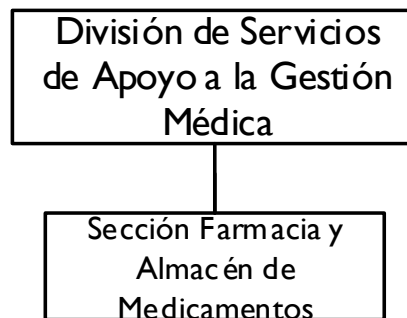 División de Servicios
de Apoyo a la Gestión
Médica
Sección Farmacia y
Almacén de
Medicamentos